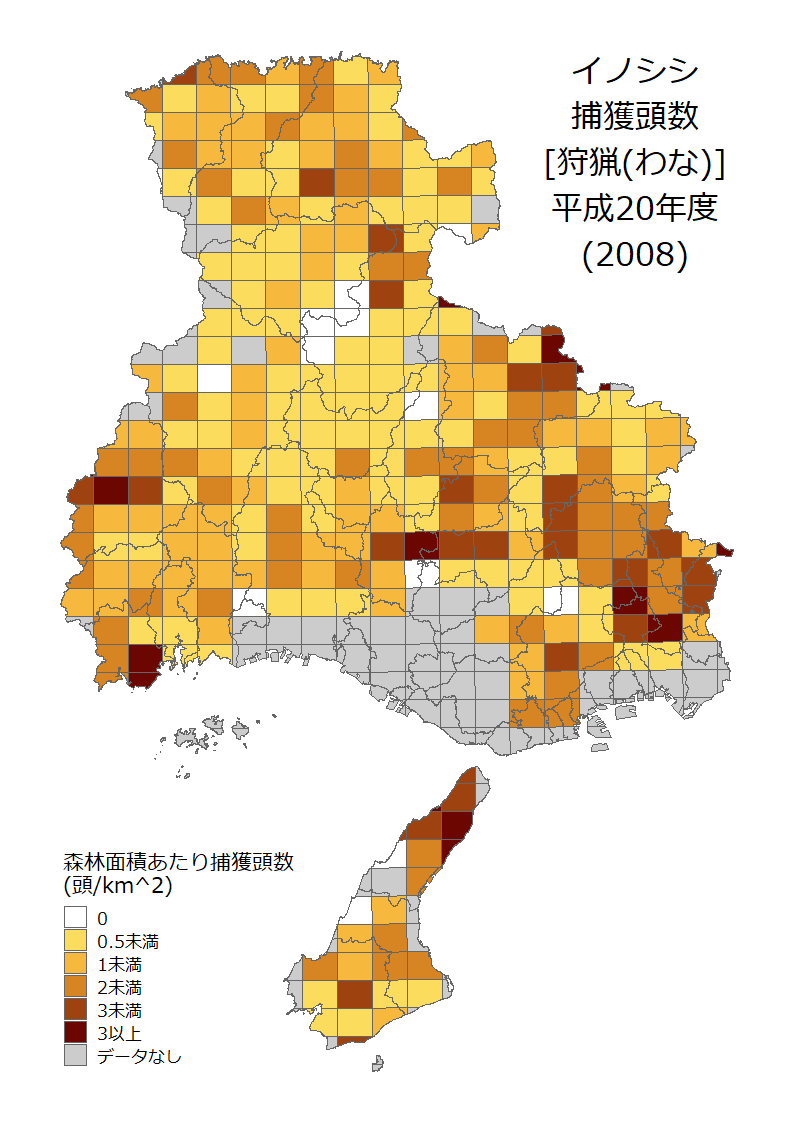 イノシシ
捕獲頭数
[狩猟(わな)]
平成20年度
(2008)
森林面積あたり捕獲頭数
(頭/km^2)
0
0.5未満
1未満
2未満
3未満
3以上
データなし